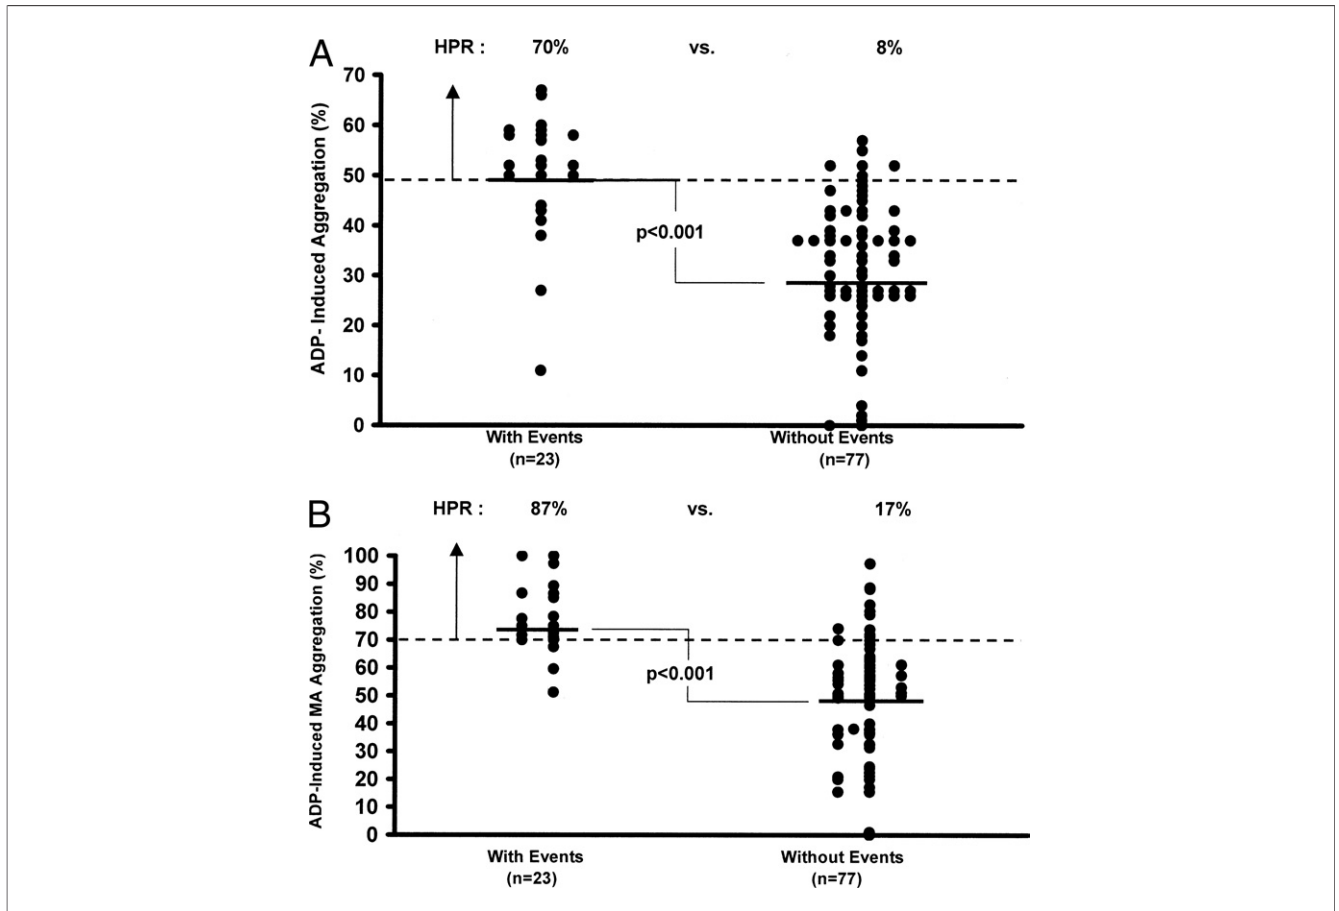 A
HPR : 70% vs. 8%
ADP- Induced Aggregation (%)
70
60
50
40
30
20
10
0
p<0.001
With Events
(n=23)
Without Events
(n=77)
B
HPR : 87% vs. 17%
ADP-Induced MA Aggregation (%)
100
90
80
70
60
50
40
30
20
10
0
p<0.001
With Events
(n=23)
Without Events
(n=77)